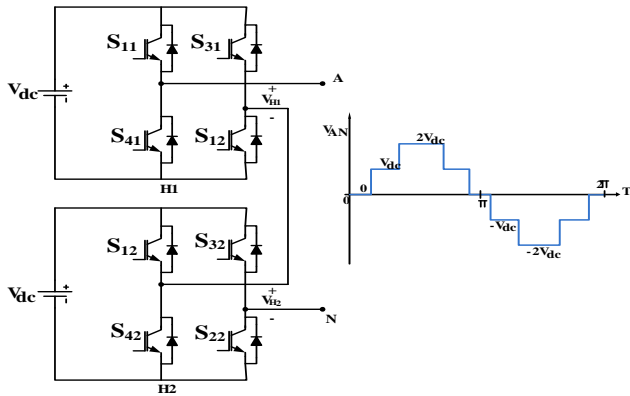 S11
S31
Vdc
+
-
A
+
VH1
-
S41
S12
H1
S12
S32
Vdc
+
-
+
VH2
-
N
S42
S22
H2
VAN
2Vdc
Vdc
0
0
π
2π
T
-Vdc
-2Vdc